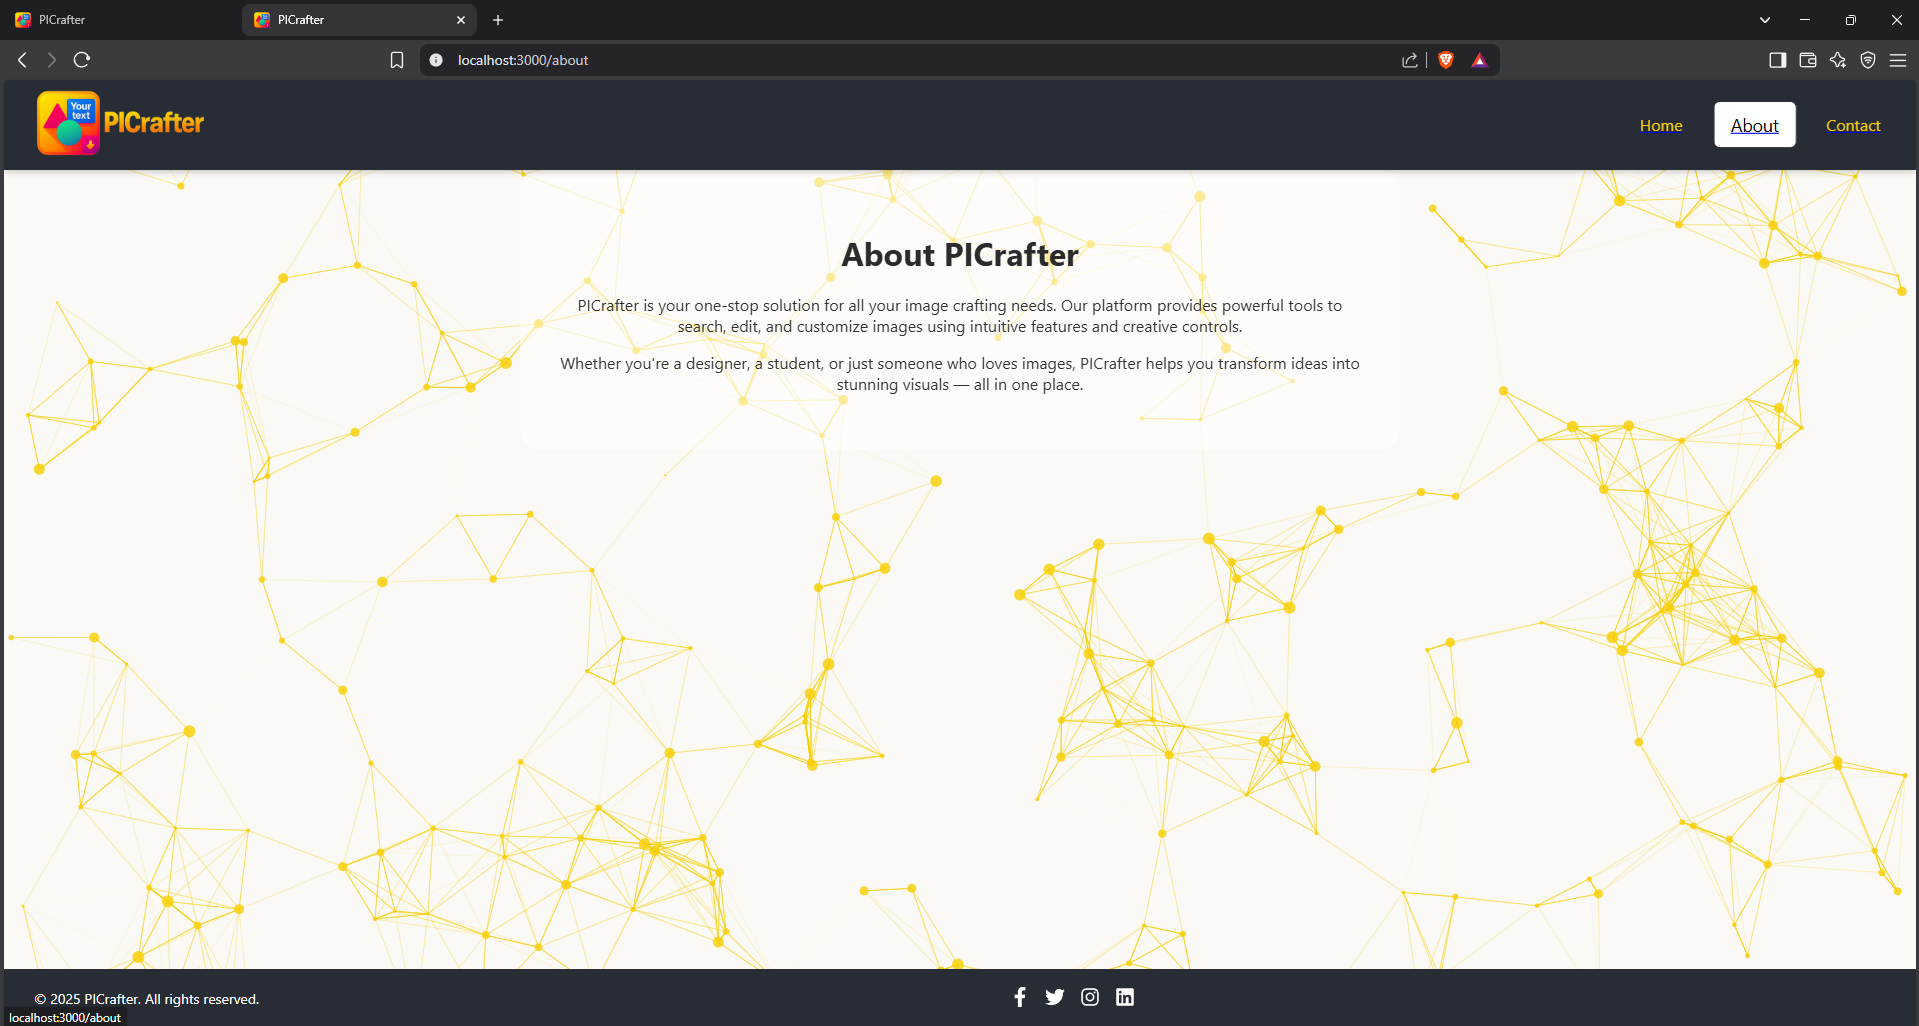 PICrafter
PICrafter
localhost:3000/about
Your
text
PICrafter
Home
About
Contact
About PICrafter
PICrafter is your one-stop solution for all your image crafting needs. Our platform provides powerful tools to
search, edit, and customize images using intuitive features and creative controls.
Whether you're a designer, a student, or just someone who loves images, PICrafter helps you transform ideas into
stunning visuals — all in one place.
© 2025 PICrafter. All rights reserved.
localhost:3000/about